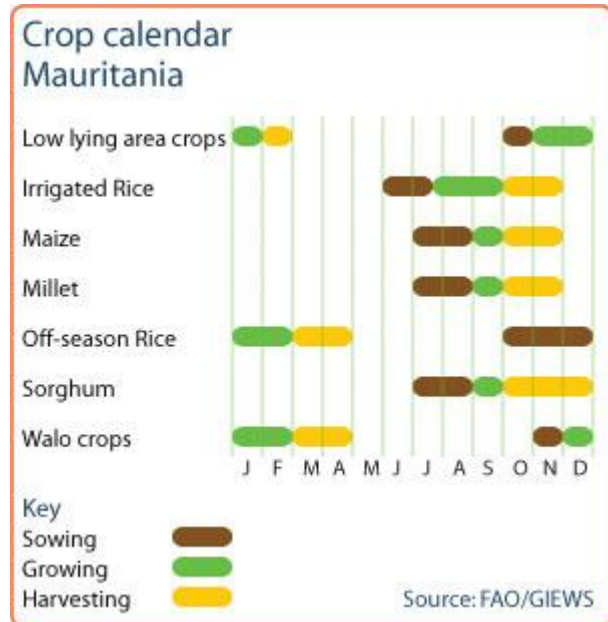 Crop calendar
Mauritania
Low lying area crops
Irrigated Rice
Maize
Millet
Off-season Rice
Sorghum
Walo crops
J F M A M J J A S O N D
Key
Sowing
Growing
Harvesting
Source: FAO/GIEWS